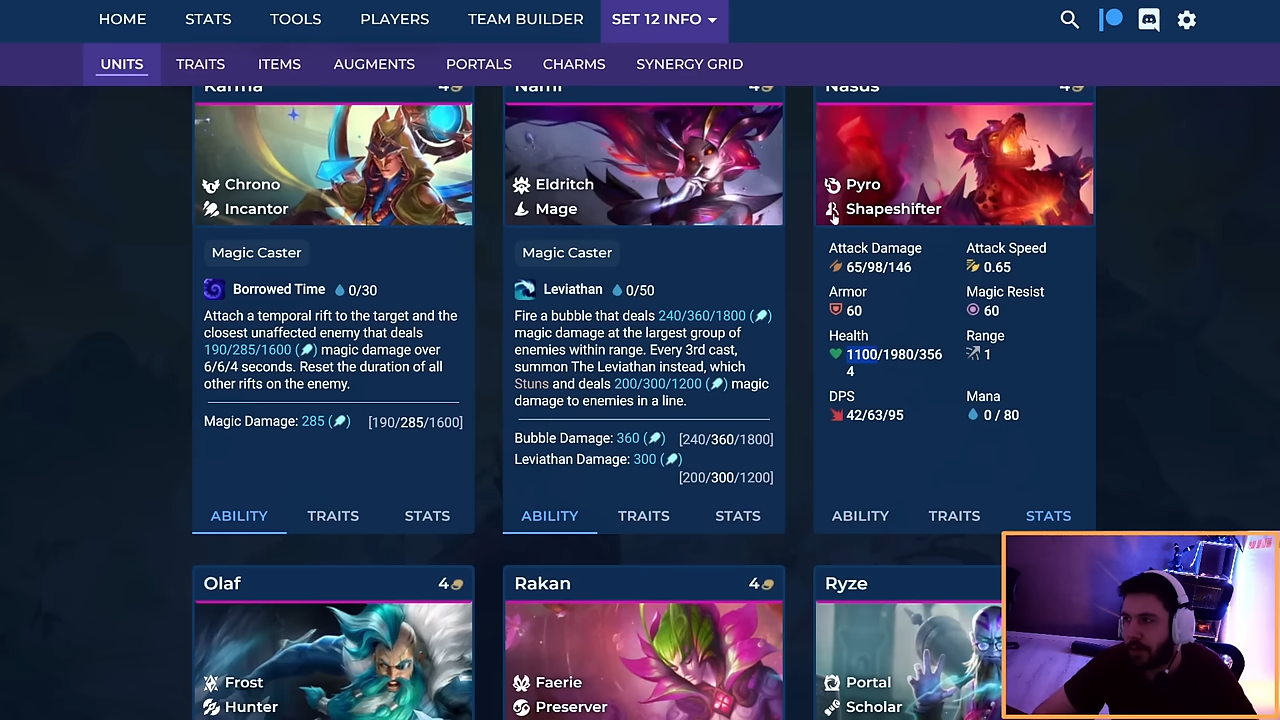 HOME
STATS
TOOLS
PLAYERS
TEAM BUILDER
SET 12 INFO
UNITS
TRAITS
ITEMS
AUGMENTS
PORTALS
CHARMS
SYNERGY GRID
Karma 4
Chrono
Incantor
Magic Caster
Borrowed Time 0/30
Attach a temporal rift to the target and the
closest unaffected enemy that deals
190/285/1600 ( ) magic damage over
6/6/4 seconds. Reset the duration of all
other rifts on the enemy.
Magic Damage: 285 ( ) [190/285/1600]
ABILITY TRAITS STATS
Nami 4
Eldritch
Mage
Magic Caster
Leviathan 0/50
Fire a bubble that deals 240/360/1800 ( )
magic damage at the largest group of
enemies within range. Every 3rd cast,
summon The Leviathan instead, which
Stuns and deals 200/300/1200 ( ) magic
damage to enemies in a line.
Bubble Damage: 360 ( ) [240/360/1800]
Leviathan Damage: 300 ( )
[200/300/1200]
ABILITY TRAITS STATS
Nasus 4
Pyro
Shapeshifter
Attack Damage
65/98/146
Attack Speed
0.65
Armor
60
Magic Resist
60
Health
1100/1980/356
4
Range
1
DPS
42/63/95
Mana
0 / 80
ABILITY TRAITS STATS
Olaf 4
Frost
Hunter
Rakan 4
Faerie
Preserver
Ryze
Portal
Scholar